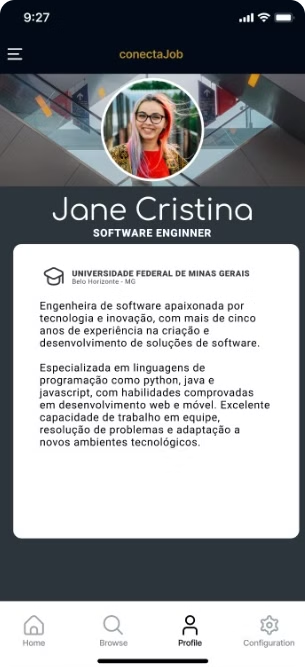 9:27
conectaJob
Jane Cristina
SOFTWARE ENGINNER
UNIVERSIDADE FEDERAL DE MINAS GERAIS
Belo Horizonte - MG
Engenheira de software apaixonada por
tecnologia e inovação, com mais de cinco
anos de experiência na criação e
desenvolvimento de soluções de software.
Especializada em linguagens de
programação como python, java e
javascript, com habilidades comprovadas
em desenvolvimento web e móvel. Excelente
capacidade de trabalho em equipe,
resolução de problemas e adaptação a
novos ambientes tecnológicos.
Home
Browse
Profile
Configuration